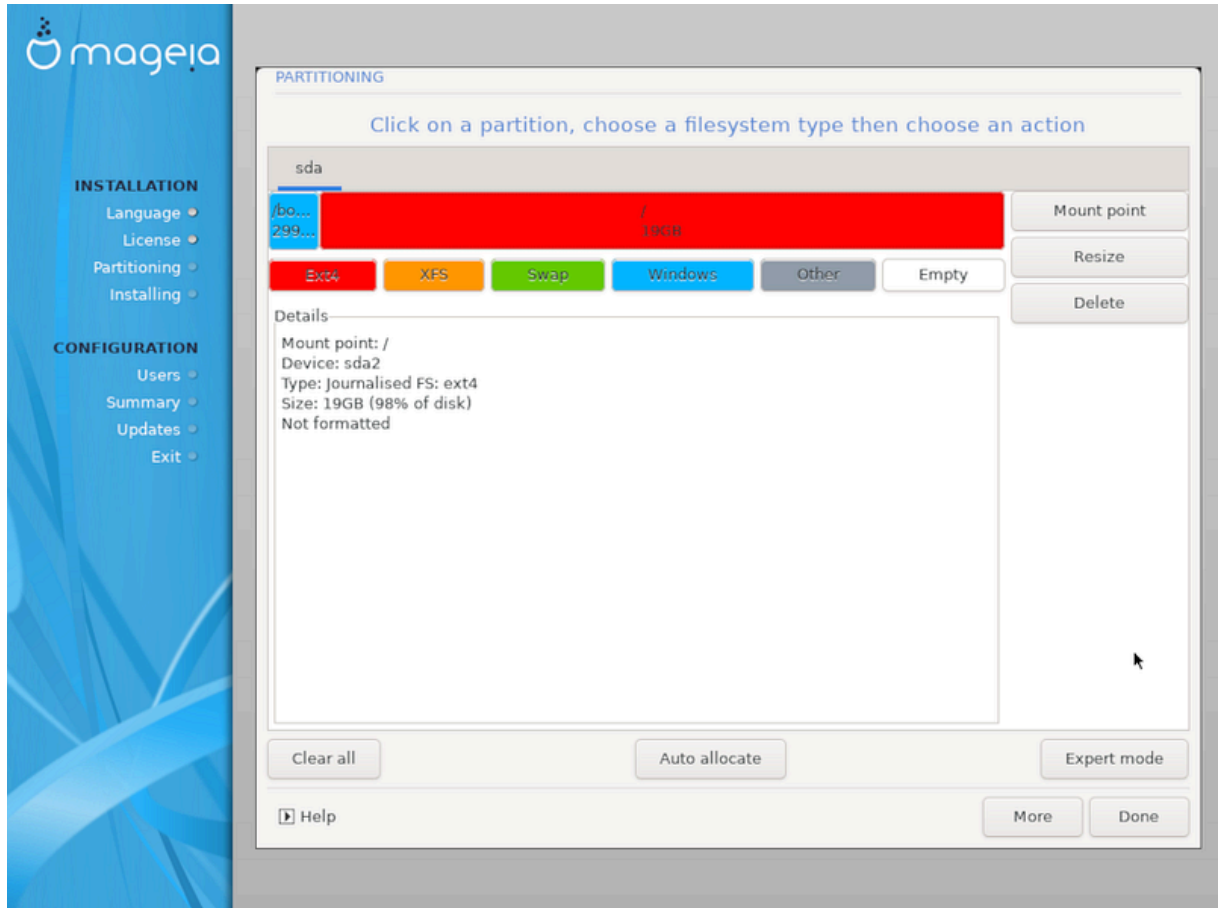 mageia
INSTALLATION
Language
License
Partitioning
Installing
CONFIGURATION
Users
Summary
Updates
Exit
PARTITIONING
Click on a partition, choose a filesystem type then choose an action
sda
/bo...
299...
/
19GB
Mount point
Resize
Delete
Ext4
XFS
Swap
Windows
Other
Empty
Details
Mount point: /
Device: sda2
Type: Journalised FS: ext4
Size: 19GB (98% of disk)
Not formatted
Clear all
Auto allocate
Expert mode
Help
More
Done